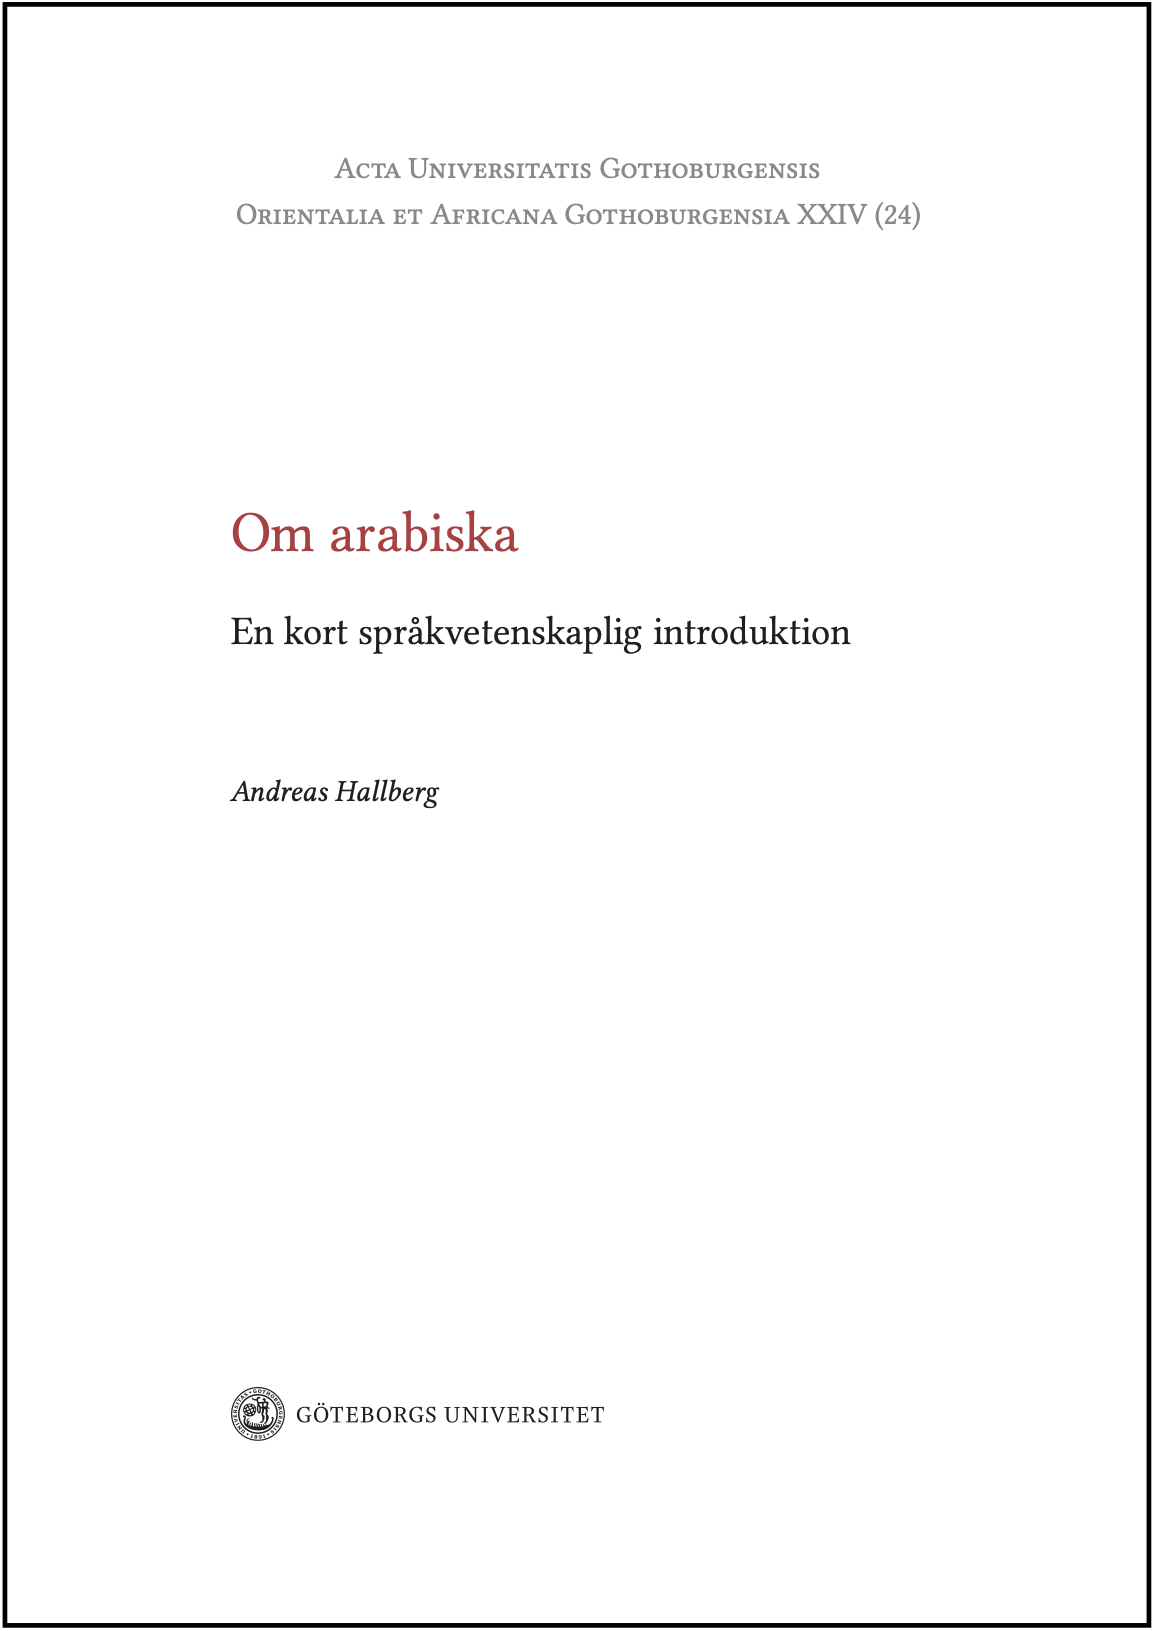 Acta Universitatis Gothoburgensis
Orientalia et Africana Gothoburgensia XXIV (24)
Om arabiska
En kort språkvetenskaplig introduktion
Andreas Hallberg
GÖTEBORGS UNIVERSITET